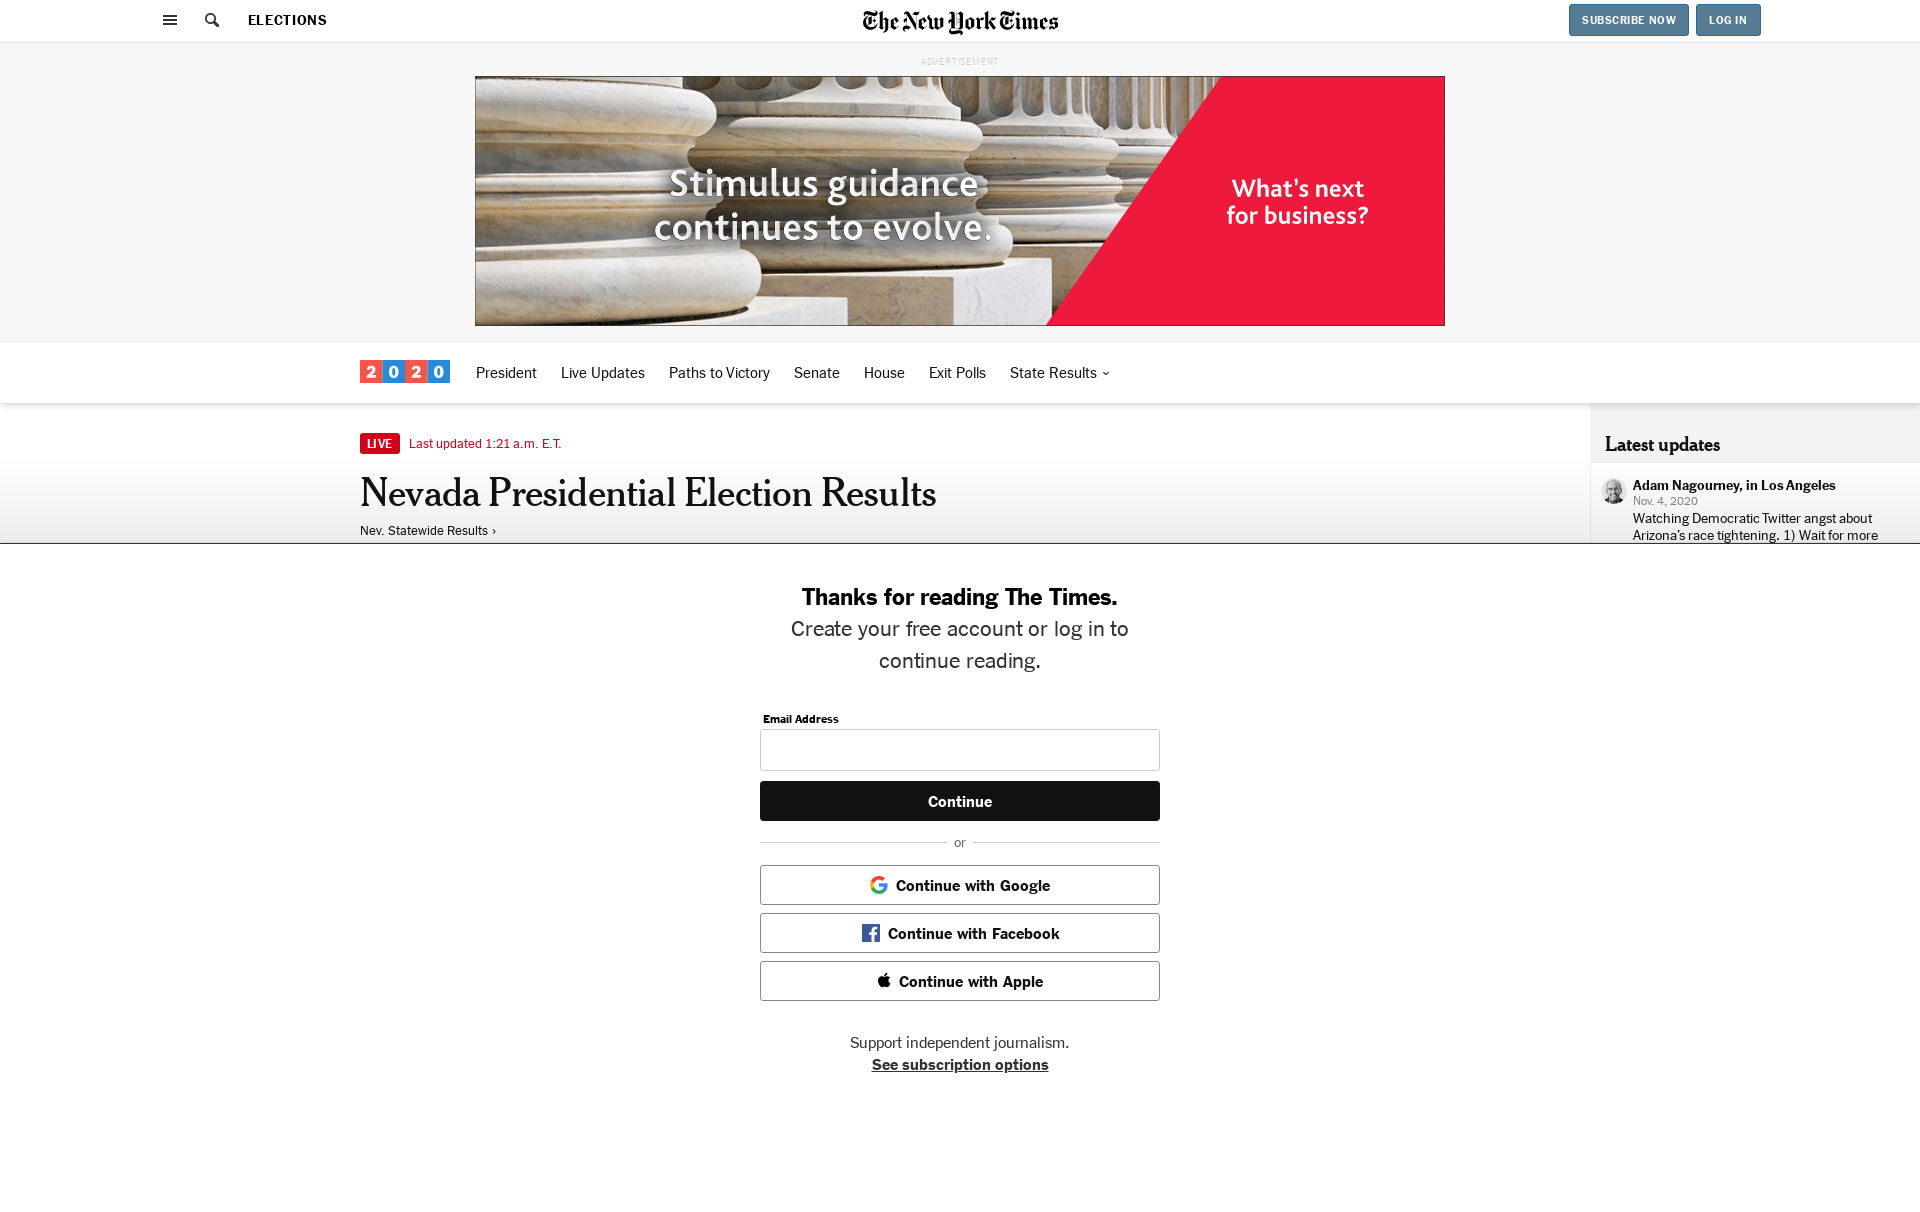 ELECTIONS
The New York Times
SUBSCRIBE NOW
LOG IN
ADVERTISEMENT
Stimulus guidance
continues to evolve.
What's next
for business?
2020
President
Live Updates
Paths to Victory
Senate
House
Exit Polls
State Results
LIVE
Last updated 1:21 a.m. E.T.
Nevada Presidential Election Results
Nev. Statewide Results ›
Latest updates
Adam Nagourney, in Los Angeles
Nov. 4, 2020
Watching Democratic Twitter angst about
Arizona's race tightening. 1) Wait for more
Thanks for reading The Times.
Create your free account or log in to
continue reading.
Email Address
Continue
or
Continue with Google
Continue with Facebook
Continue with Apple
Support independent journalism.
See subscription options